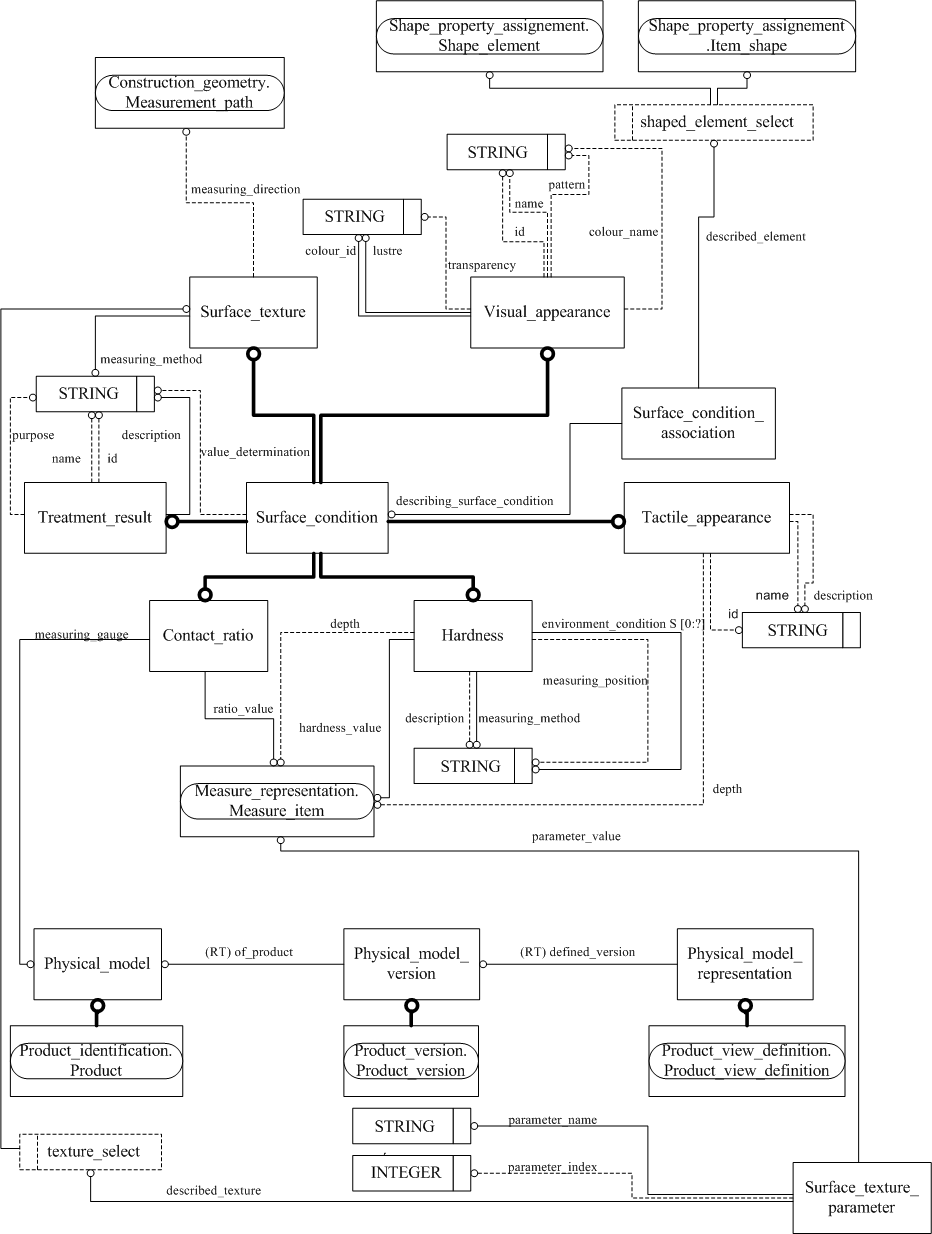 Shape_property_assignement.
Shape_element
Shape_property_assignement
.Item_shape
Construction_geometry.
Measurement_path
shaped_element_select
STRING
pattern
measuring_direction
name
STRING
id
colour_name
described_element
colour_id
lustre
transparency
Surface_texture
Visual_appearance
measuring_method
STRING
Surface_condition_
association
purpose
description
name
id
value_determination
describing_surface_condition
Treatment_result
Surface_condition
Tactile_appearance
name
description
id
STRING
measuring_gauge
Contact_ratio
depth
Hardness
environment_condition S [0:?]
measuring_position
ratio_value
description
measuring_method
hardness_value
STRING
depth
Measure_representation.
Measure_item
parameter_value
Physical_model
(RT) of_product
Physical_model_
version
(RT) defined_version
Physical_model_
representation
Product_identification.
Product
Product_version.
Product_version
Product_view_definition.
Product_view_definition
STRING
parameter_name
texture_select
INTEGER
parameter_index
described_texture
Surface_texture_
parameter